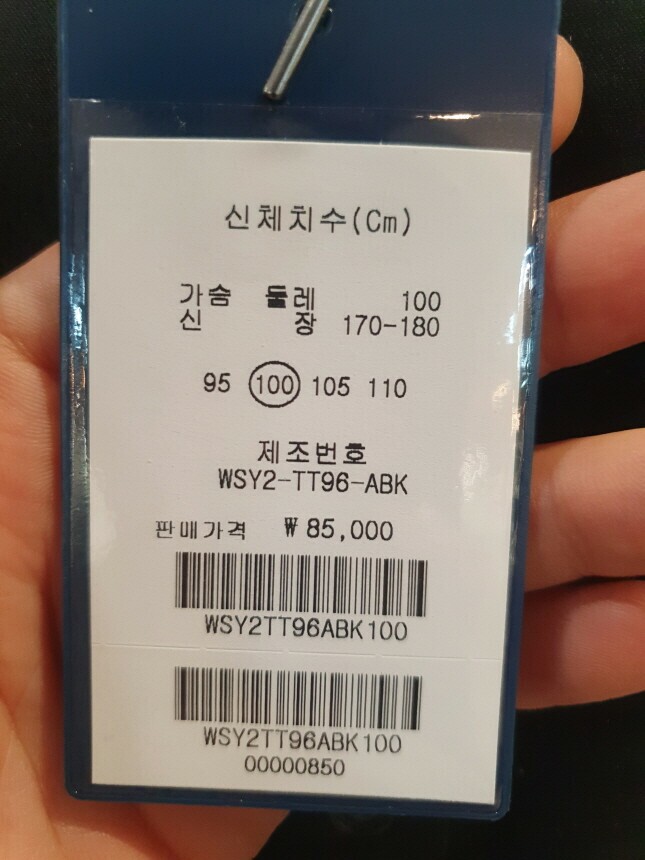 신체치수(Cm)
가슴 둘레 100
신 장 170-180
95 100 105 110
제조번호
WSY2-TT96-ABK
판매가격 ₩ 85,000
WSY2TT96ABK100
WSY2TT96ABK100
00000850